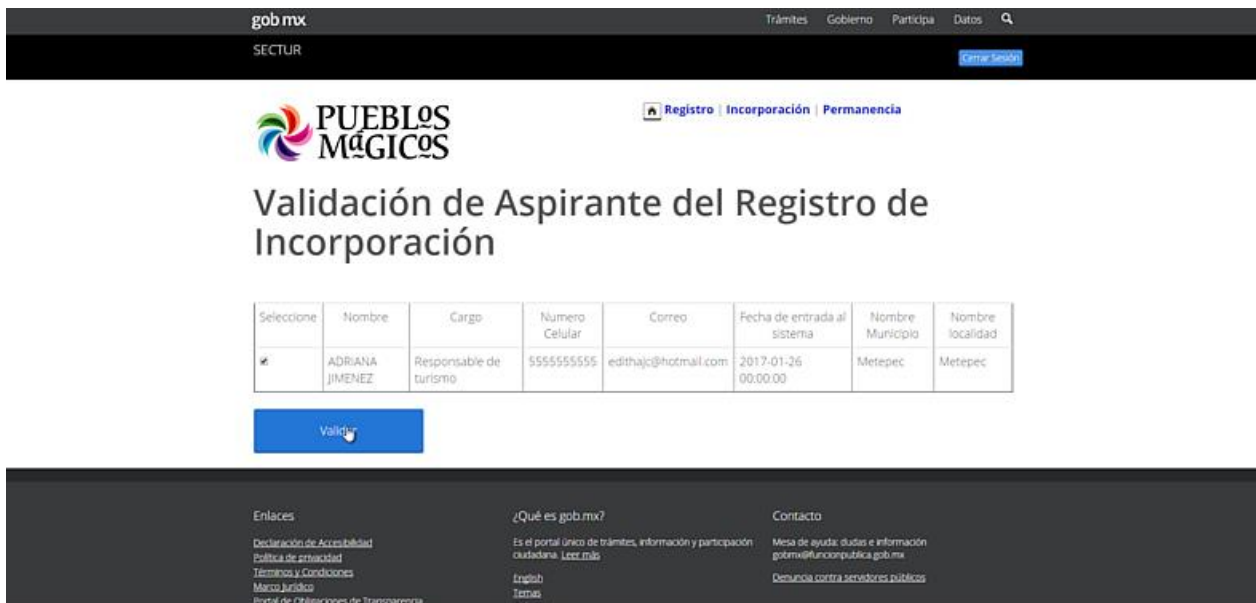 gob mx
Trámites Gobierno Participa Datos
SECTUR
Cerrar Sesión
PUEBLOS
MáGICOS
Registro | Incorporación | Permanencia
Validación de Aspirante del Registro de
Incorporación
Seleccione Nombre Cargo Numero Celular Correo Fecha de entrada al sistema Nombre Municipio Nombre localidad
ADRIANA JIMENEZ Responsable de turismo 5555555555 edithajc@hotmail.com 2017-01-26 00:00:00 Metepec Metepec
Validar
Enlaces
Declaración de Accesibilidad
Política de privacidad
Términos y Condiciones
Marco Jurídico
Portal de Obligaciones de Transparencia
¿Qué es gob.mx?
Es el portal único de trámites, información y participación
ciudadana. Leer más
English
Temas
Contacto
Mesa de ayuda: dudas e información
gobmx@funcionpublica.gob.mx
Denuncia contra servidores públicos